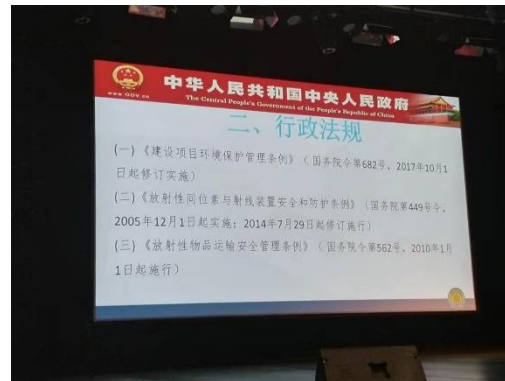 中华人民共和国中央人民政府
www.GOV.cn
The Central People's Government of the People's Republic of China
二、行政法规
(一)《建设项目环境保护管理条例》（国务院令第682号，2017年10月1
日起修订实施）
(二)《放射性同位素与射线装置安全和防护条例》（国务院第449号令，
2005年12月1日起实施；2014年7月29日起修订施行）
(三)《放射性物品运输安全管理条例》（国务院令第562号，2010年1月
1日起施行）